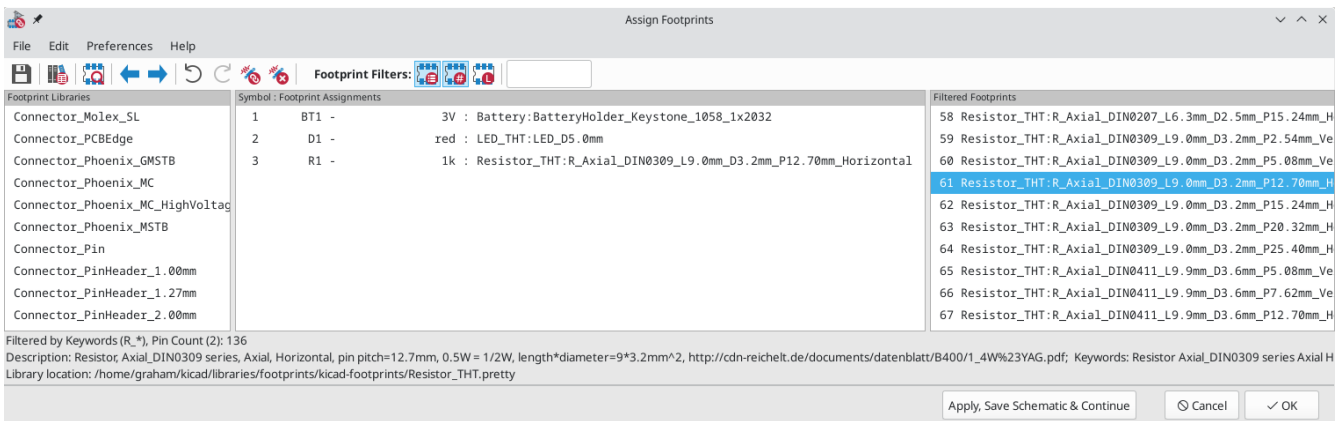 Assign Footprints
File Edit Preferences Help
Footprint Filters:
Footprint Libraries
Connector_Molex_SL
Connector_PCBEdge
Connector_Phoenix_GMSTB
Connector_Phoenix_MC
Connector_Phoenix_MC_HighVoltag
Connector_Phoenix_MSTB
Connector_Pin
Connector_PinHeader_1.00mm
Connector_PinHeader_1.27mm
Connector_PinHeader_2.00mm
Symbol : Footprint Assignments
1 BT1 - 3V : Battery:BatteryHolder_Keystone_1058_1x2032
2 D1 - red : LED_THT:LED_D5.0mm
3 R1 - 1k : Resistor_THT:R_Axial_DIN0309_L9.0mm_D3.2mm_P12.70mm_Horizontal
Filtered Footprints
58 Resistor_THT:R_Axial_DIN0207_L6.3mm_D2.5mm_P15.24mm_H
59 Resistor_THT:R_Axial_DIN0309_L9.0mm_D3.2mm_P2.54mm_Ve
60 Resistor_THT:R_Axial_DIN0309_L9.0mm_D3.2mm_P5.08mm_Ve
61 Resistor_THT:R_Axial_DIN0309_L9.0mm_D3.2mm_P12.70mm_H
62 Resistor_THT:R_Axial_DIN0309_L9.0mm_D3.2mm_P15.24mm_H
63 Resistor_THT:R_Axial_DIN0309_L9.0mm_D3.2mm_P20.32mm_H
64 Resistor_THT:R_Axial_DIN0309_L9.0mm_D3.2mm_P25.40mm_H
65 Resistor_THT:R_Axial_DIN0411_L9.9mm_D3.6mm_P5.08mm_Ve
66 Resistor_THT:R_Axial_DIN0411_L9.9mm_D3.6mm_P7.62mm_Ve
67 Resistor_THT:R_Axial_DIN0411_L9.9mm_D3.6mm_P12.70mm_H
Filtered by Keywords (R_*), Pin Count (2): 136
Description: Resistor, Axial_DIN0309 series, Axial, Horizontal, pin pitch=12.7mm, 0.5W = 1/2W, length*diameter=9*3.2mm^2, http://cdn-reichelt.de/documents/datenblatt/B400/1_4W%23YAG.pdf; Keywords: Resistor Axial_DIN0309 series Axial H
Library location: /home/graham/kicad/libraries/footprints/kicad-footprints/Resistor_THT.pretty
Apply, Save Schematic & Continue
Cancel
OK